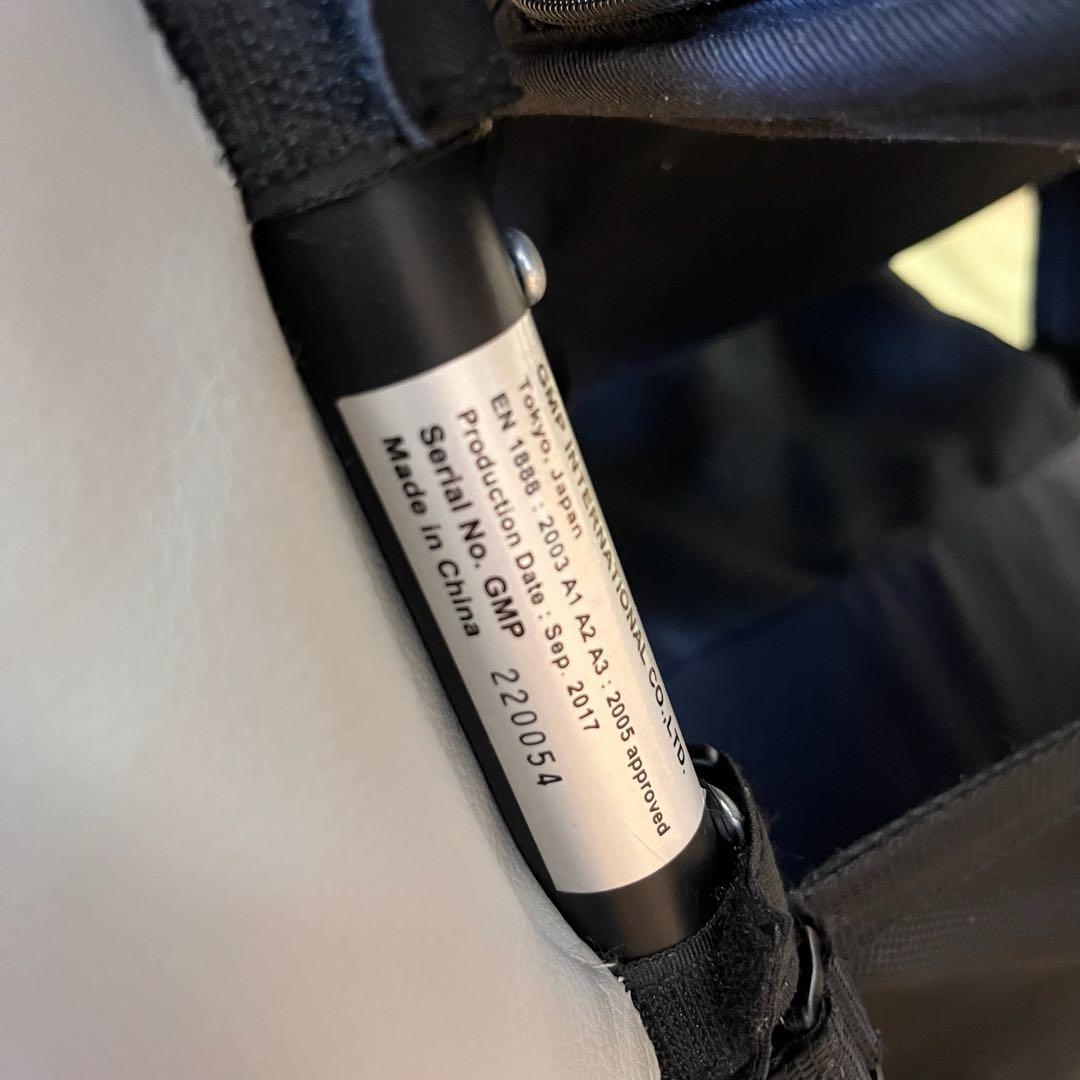 GMP INTERNATIONAL CO.,LTD.
Tokyo, Japan
EN 1888 : 2003 A1 A2 A3 : 2005 approved
Production Date : Sep. 2017
Serial No. GMP 220054
Made in China